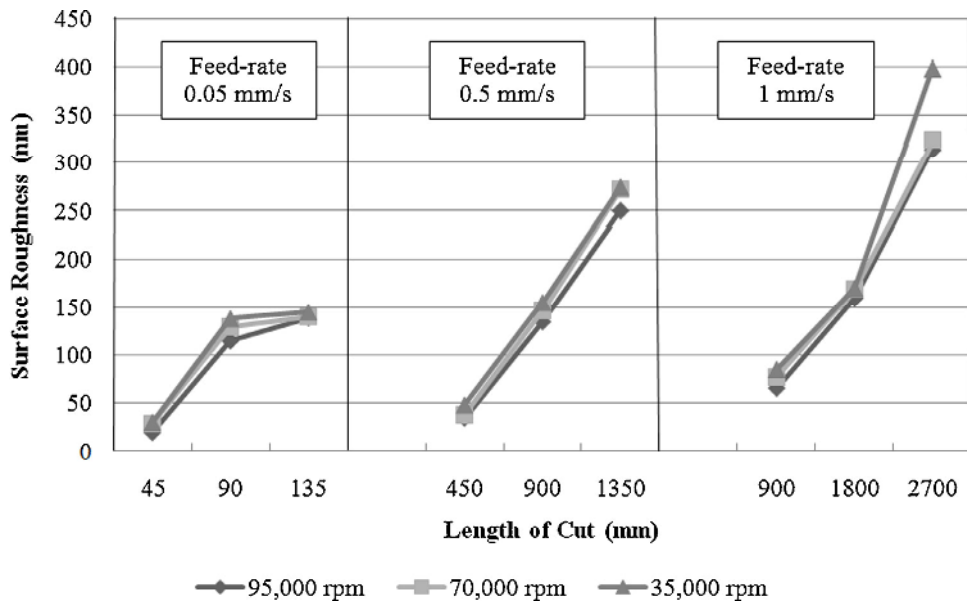 450
400
350
300
250
200
150
100
50
0
Surface Roughness (nm)
Feed-rate
0.05 mm/s
Feed-rate
0.5 mm/s
Feed-rate
1 mm/s
45 90 135 450 900 1350 900 1800 2700
Length of Cut (mm)
95,000 rpm 70,000 rpm 35,000 rpm